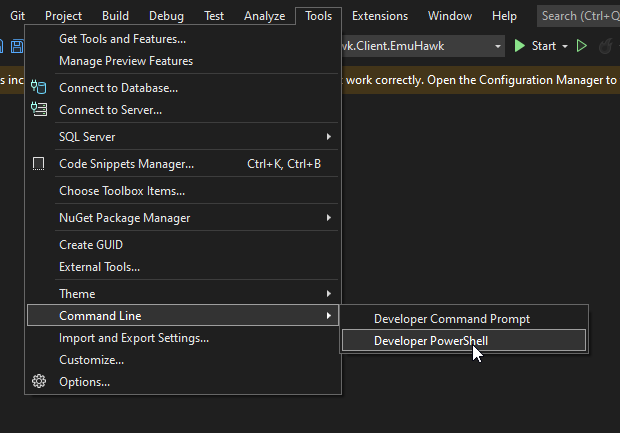 Git Project Build Debug Test Analyze Tools Extensions Window Help Search (Ctrl+Q
Get Tools and Features...
wk.Client.EmuHawk Start
Manage Preview Features
s inc work correctly. Open the Configuration Manager to
Connect to Database...
Connect to Server...
SQL Server
Code Snippets Manager... Ctrl+K, Ctrl+B
Choose Toolbox Items...
NuGet Package Manager
Create GUID
External Tools...
Theme
Command Line
Developer Command Prompt
Developer PowerShell
Import and Export Settings...
Customize...
Options...